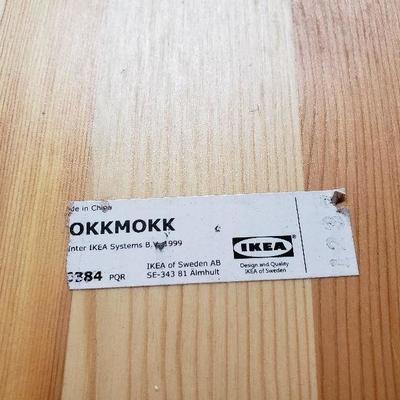 de in China
OKKMOKK
Inter IKEA Systems B.V. 1999
384 PQR
IKEA of Sweden AB
SE-343 81 Älmhult
IKEA
Design and Quality
IKEA of Sweden